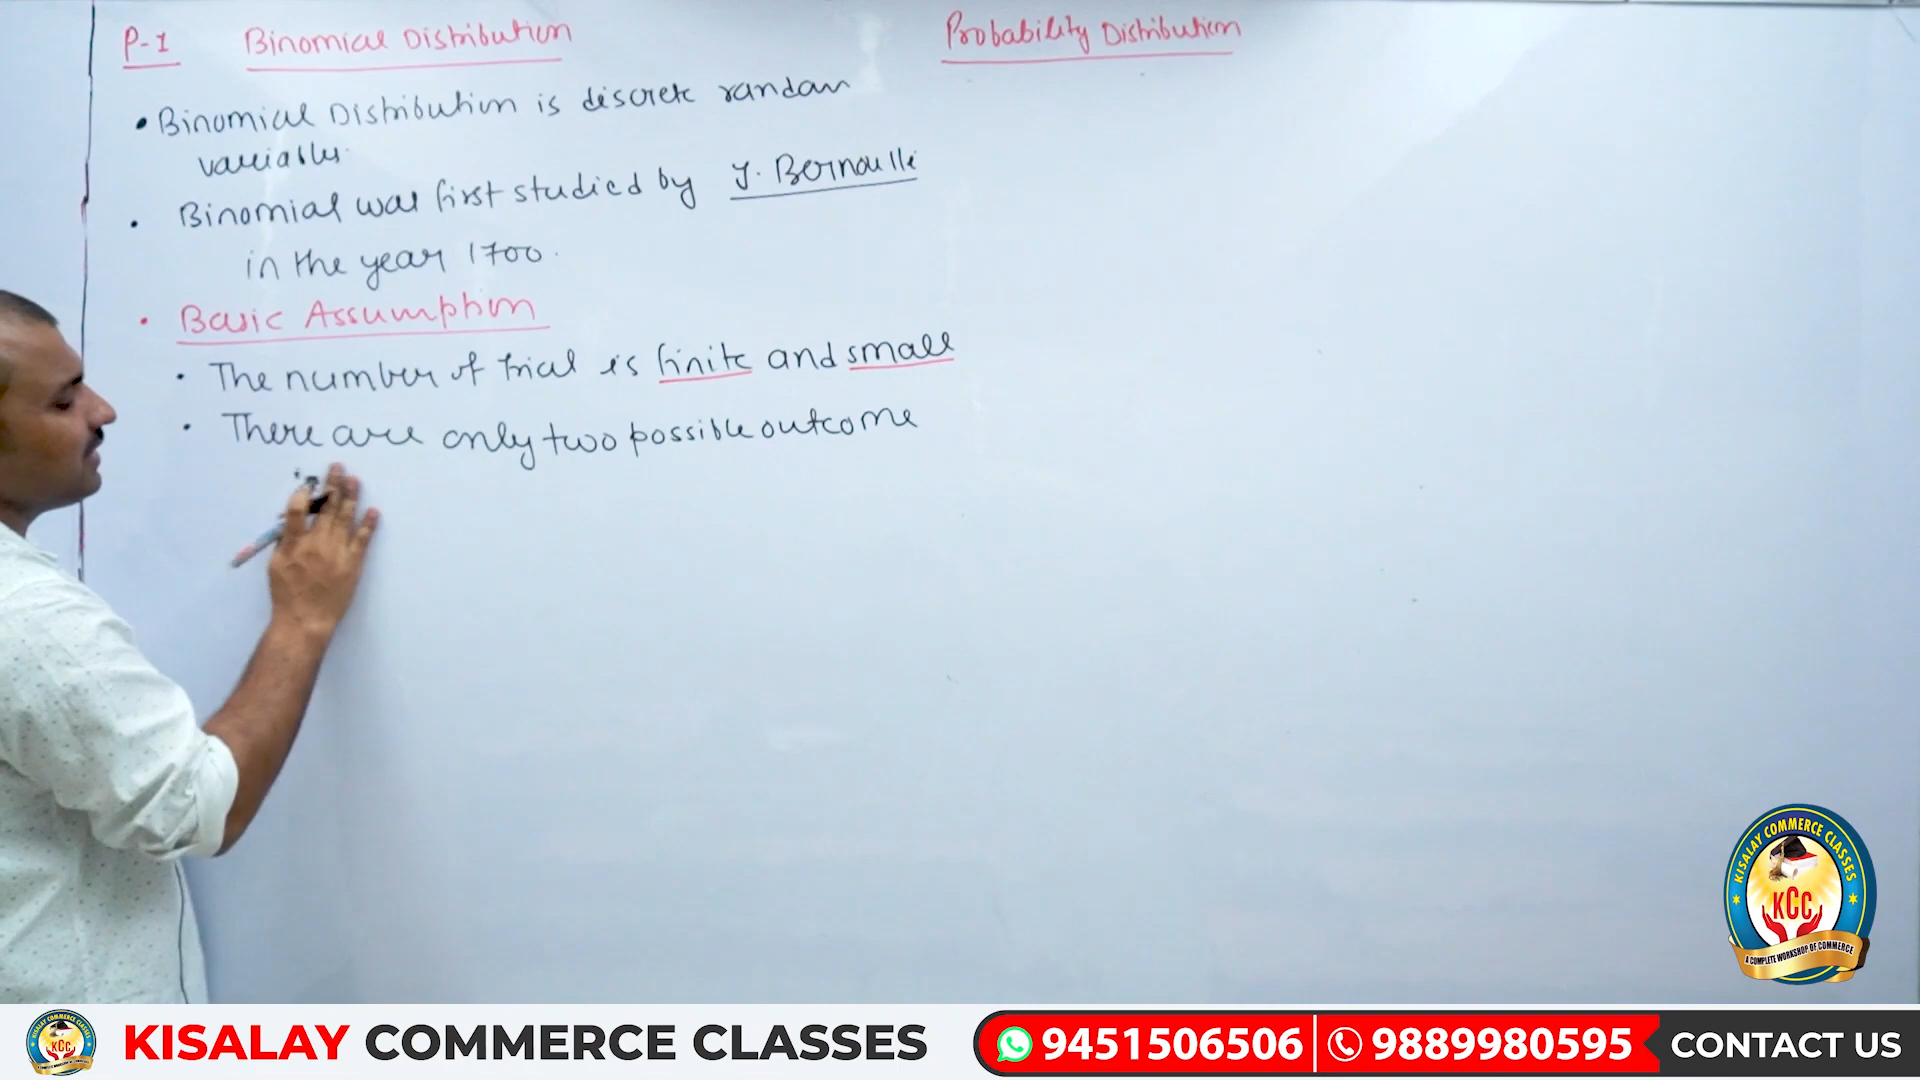 P-1 Binomial Distribution
Probability Distribution
• Binomial Distribution is discrete random
variables.
• Binomial was first studied by J. Bernoulli
in the year 1700.
• Basic Assumption
• The number of trial is finite and small
• There are only two possible outcome
in
KISALAY COMMERCE CLASSES
KCC
A COMPLETE WORKSHOP OF COMMERCE
KISALAY COMMERCE CLASSES
9451506506
9889980595
CONTACT US